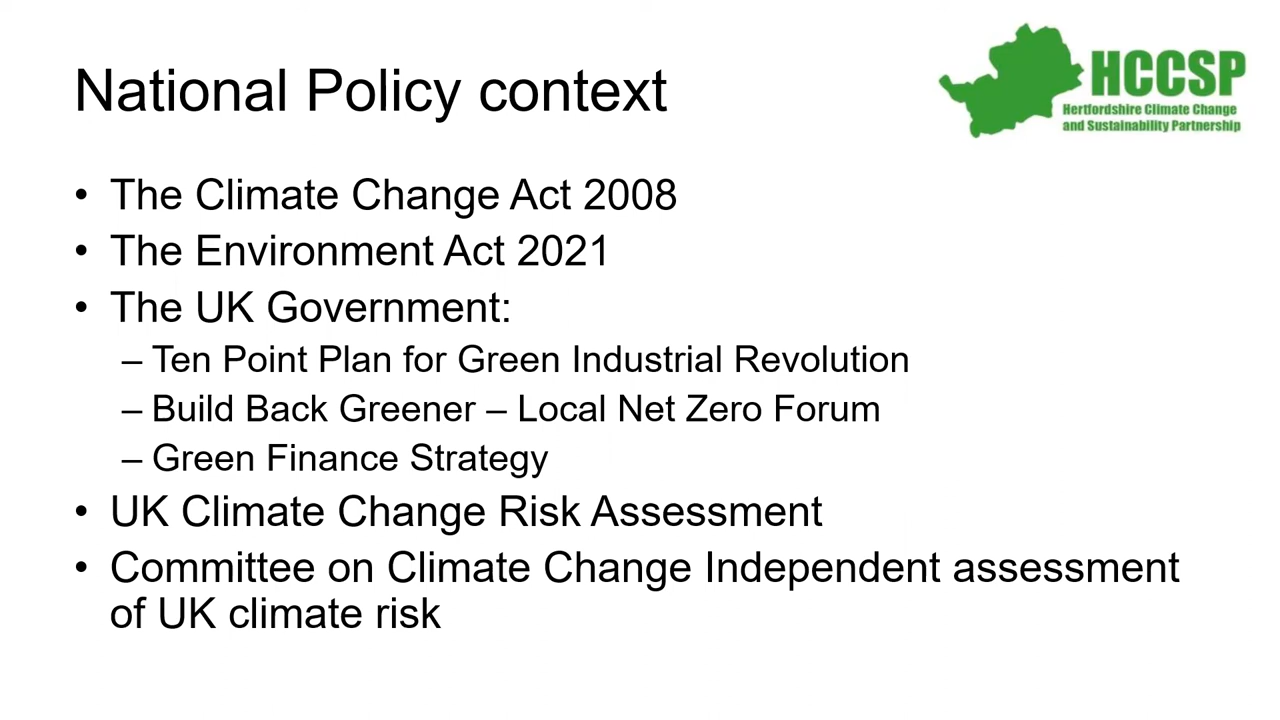 National Policy context
HCCSP
Hertfordshire Climate Change
and Sustainability Partnership
• The Climate Change Act 2008
• The Environment Act 2021
• The UK Government:
– Ten Point Plan for Green Industrial Revolution
– Build Back Greener – Local Net Zero Forum
– Green Finance Strategy
• UK Climate Change Risk Assessment
• Committee on Climate Change Independent assessment
of UK climate risk